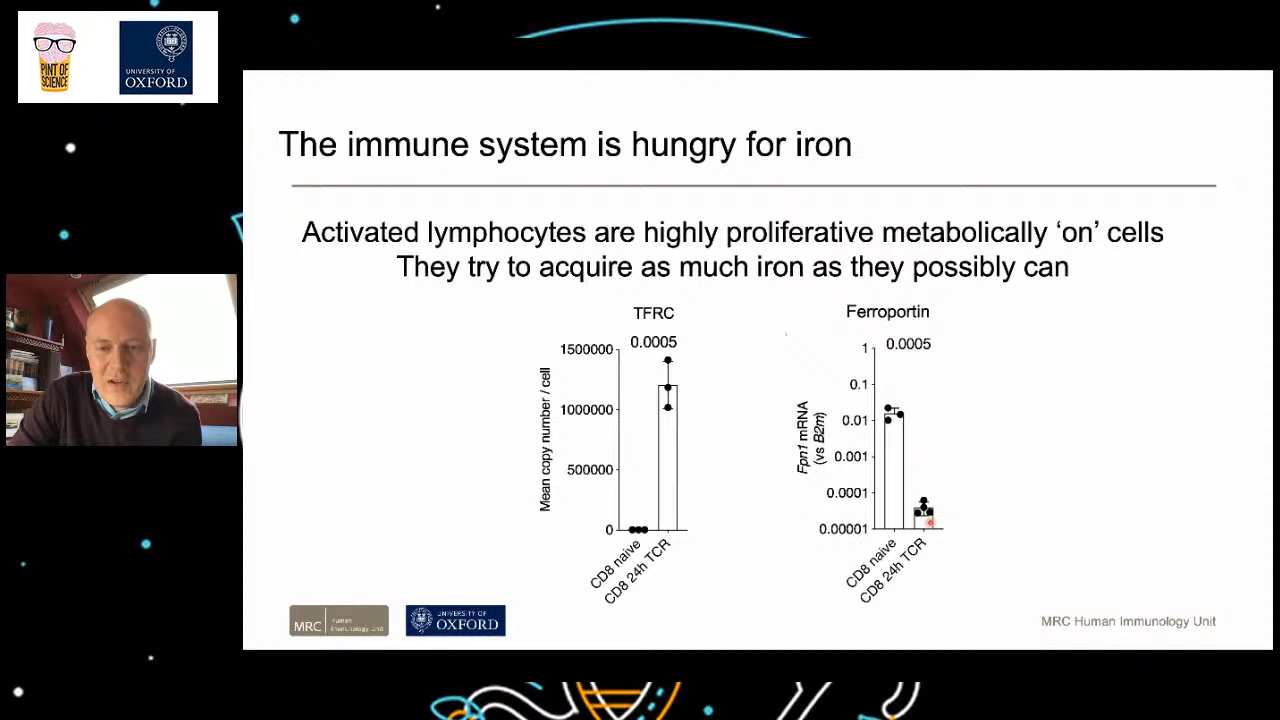 PINT OF
SCIENCE
UNIVERSITY OF
OXFORD
The immune system is hungry for iron
Activated lymphocytes are highly proliferative metabolically ‘on’ cells
They try to acquire as much iron as they possibly can
TFRC
0.0005
Mean copy number / cell
1500000
1000000
500000
0
CD8 naive
CD8 24h TCR
Ferroportin
0.0005
Fpn1 mRNA
(vs B2m)
1
0.1
0.01
0.001
0.0001
0.00001
CD8 naive
CD8 24h TCR
MRC
Human
Immunology Unit
UNIVERSITY OF
OXFORD
MRC Human Immunology Unit